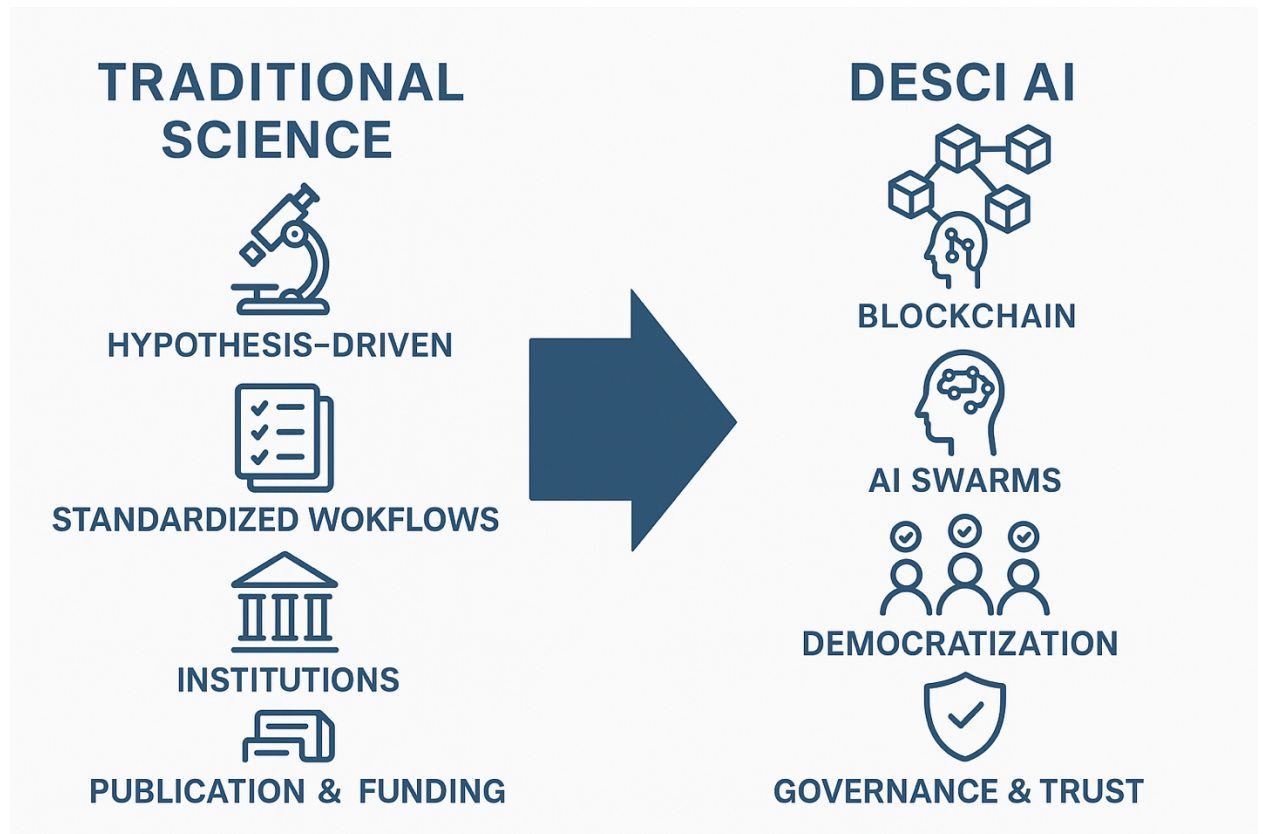 TRADITIONAL
SCIENCE
HYPOTHESIS–DRIVEN
STANDARDIZED WOKFLOWS
INSTITUTIONS
PUBLICATION & FUNDING
DESCI AI
BLOCKCHAIN
AI SWARMS
DEMOCRATIZATION
GOVERNANCE & TRUST